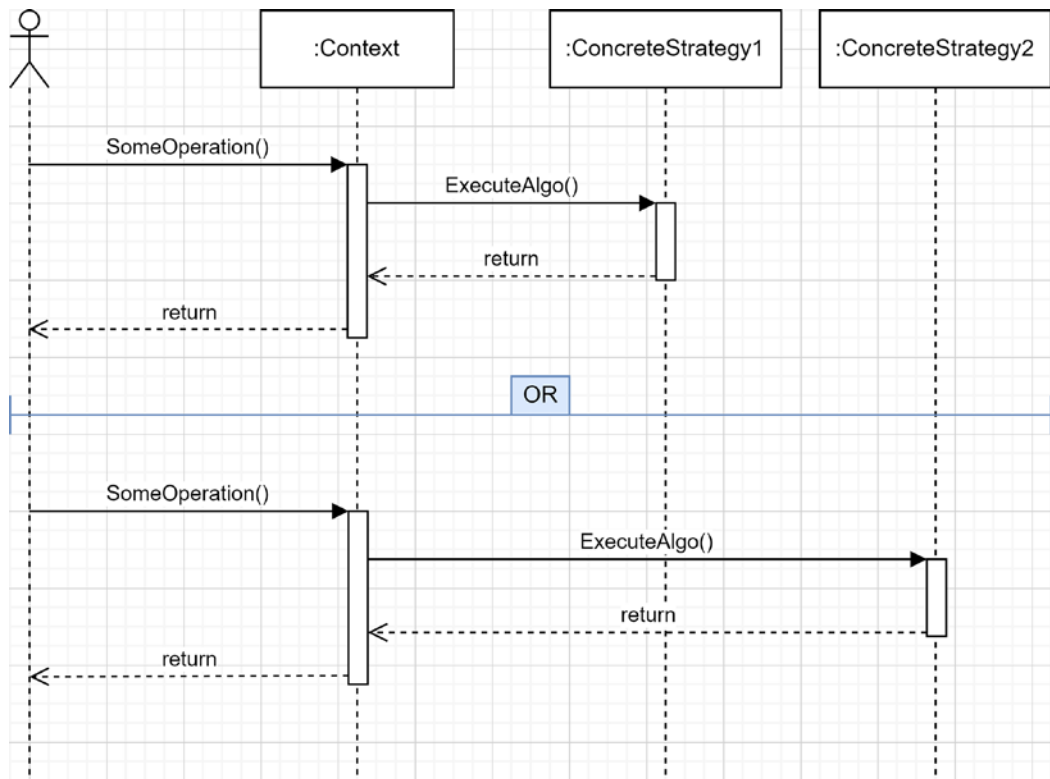 :Context
:ConcreteStrategy1
:ConcreteStrategy2
SomeOperation()
ExecuteAlgo()
return
return
OR
SomeOperation()
ExecuteAlgo()
return
return